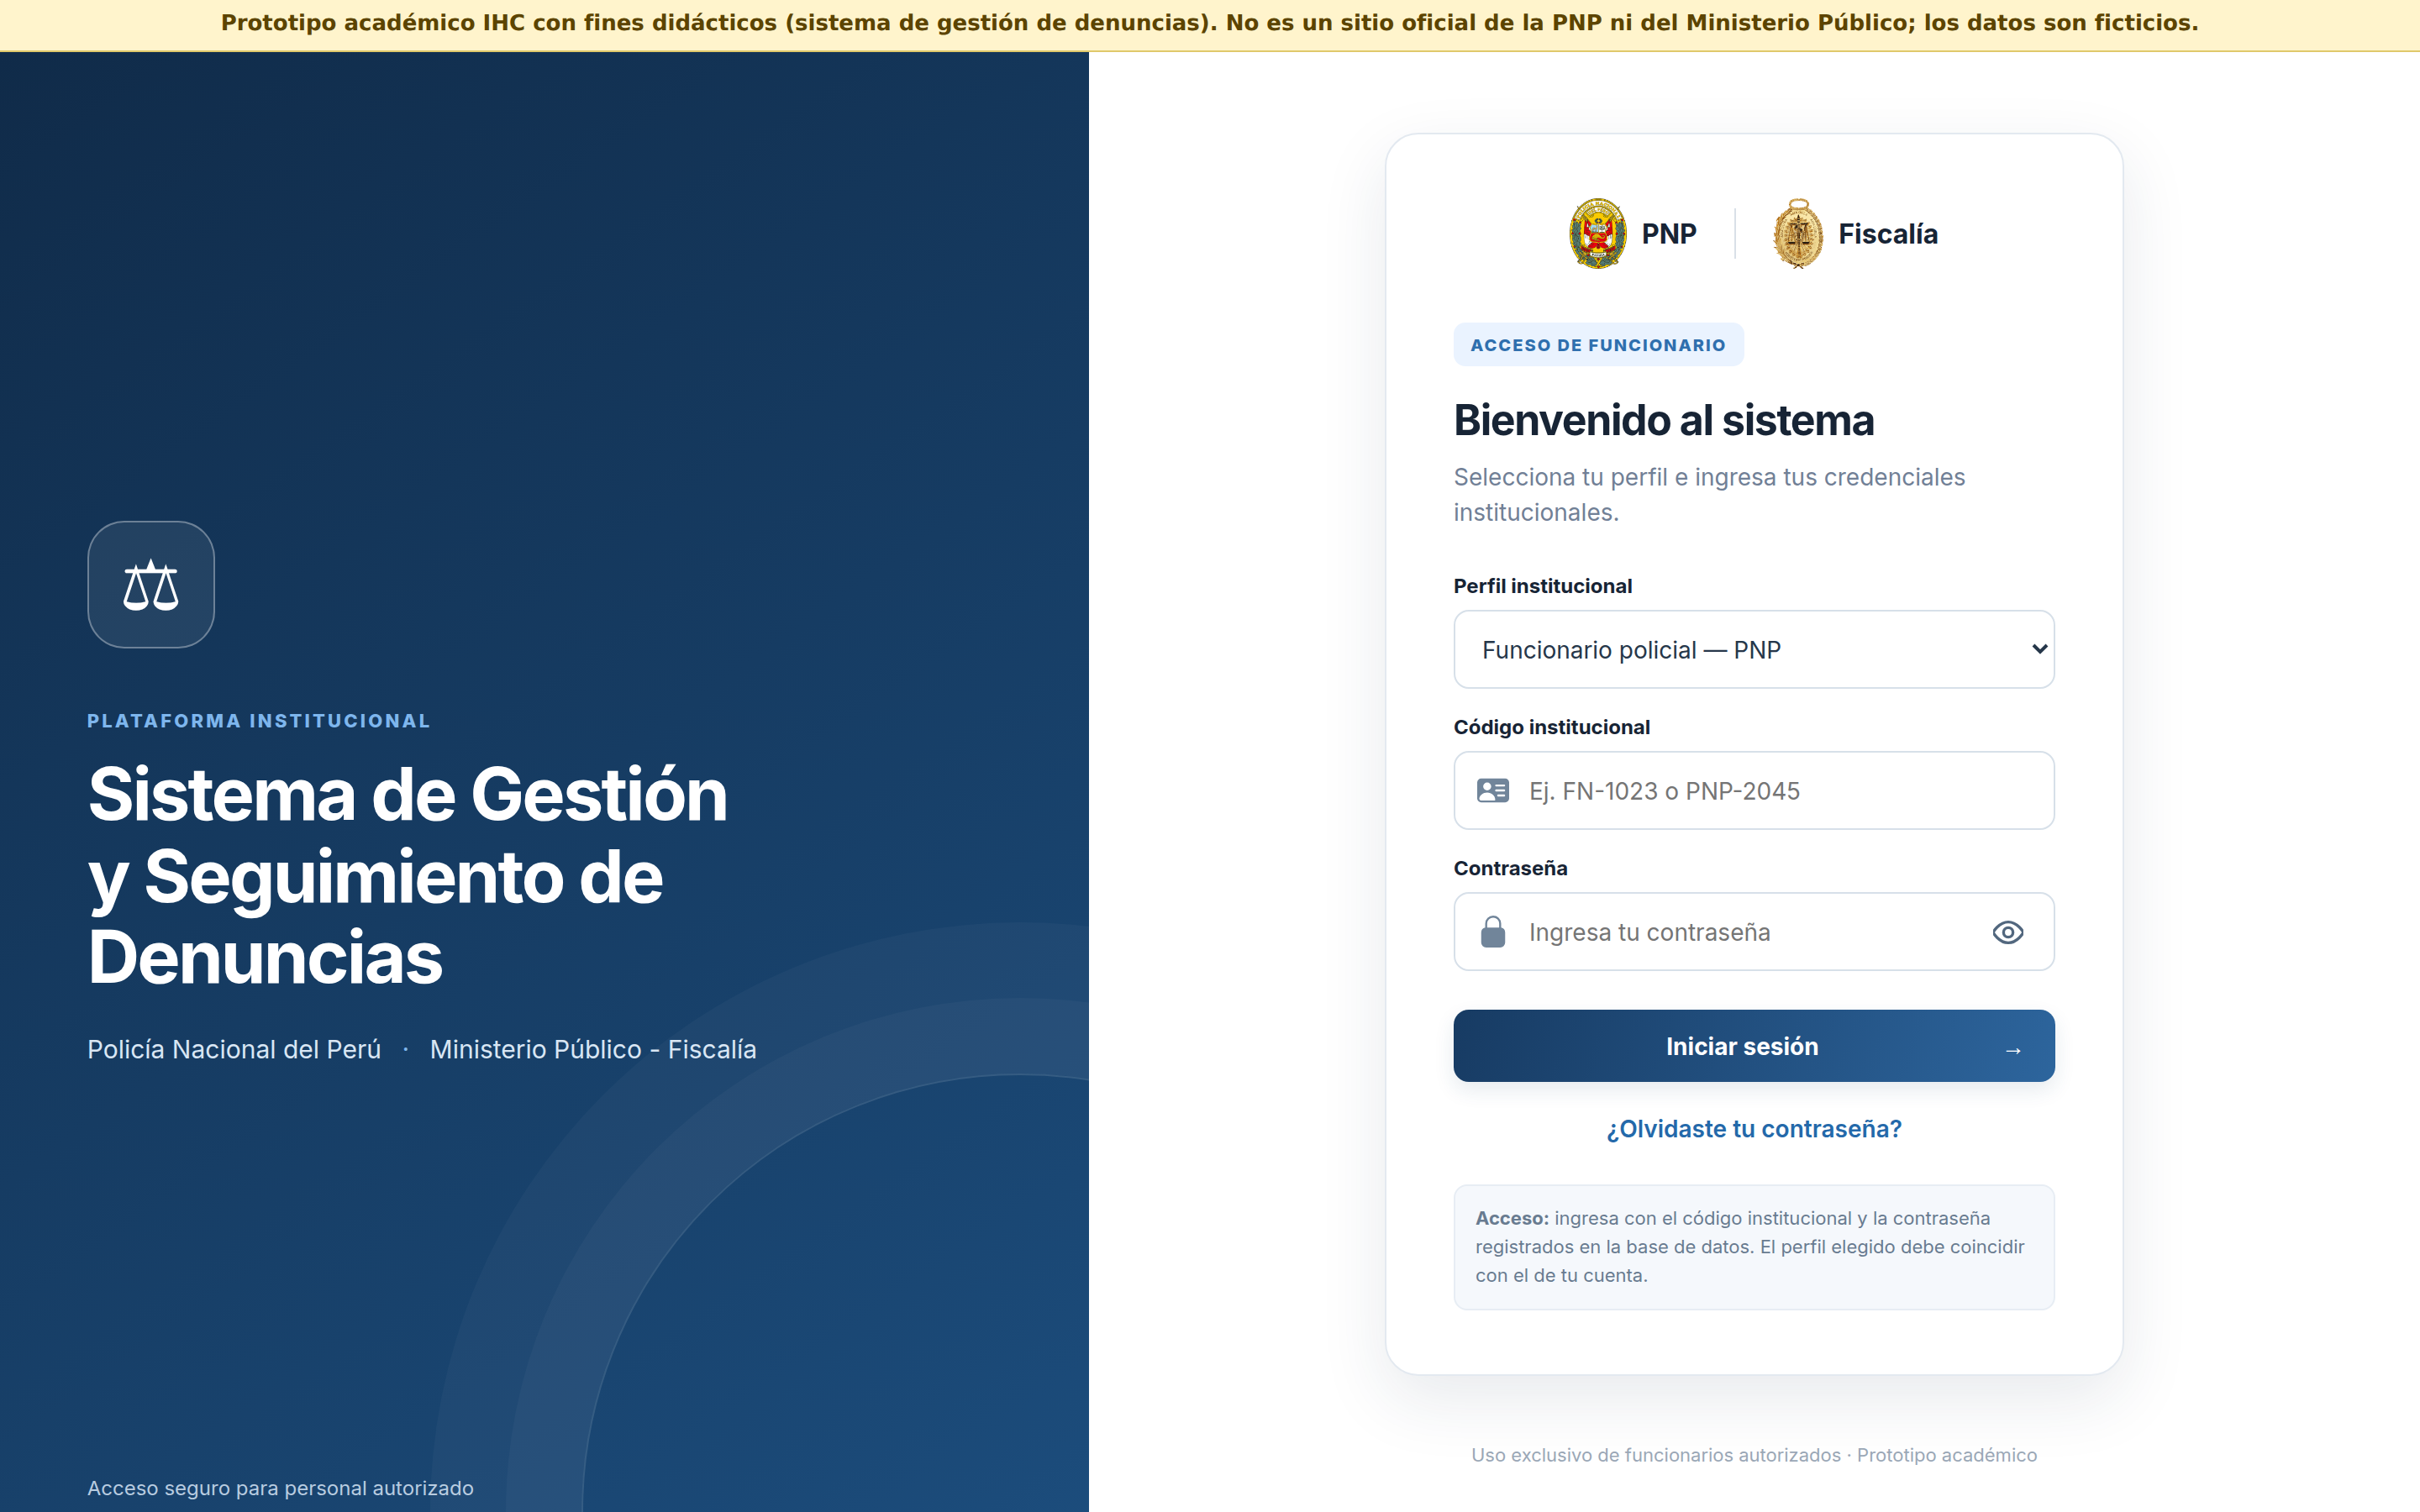 Prototipo académico IHC con fines didácticos (sistema de gestión de denuncias). No es un sitio oficial de la PNP ni del Ministerio Público; los datos son ficticios.
PLATAFORMA INSTITUCIONAL
Sistema de Gestión
y Seguimiento de
Denuncias
Policía Nacional del Perú · Ministerio Público - Fiscalía
Acceso seguro para personal autorizado
PNP
Fiscalía
ACCESO DE FUNCIONARIO
Bienvenido al sistema
Selecciona tu perfil e ingresa tus credenciales
institucionales.
Perfil institucional
Funcionario policial — PNP
Código institucional
Ej. FN-1023 o PNP-2045
Contraseña
Ingresa tu contraseña
Iniciar sesión →
¿Olvidaste tu contraseña?
Acceso: ingresa con el código institucional y la contraseña
registrados en la base de datos. El perfil elegido debe coincidir
con el de tu cuenta.
Uso exclusivo de funcionarios autorizados · Prototipo académico